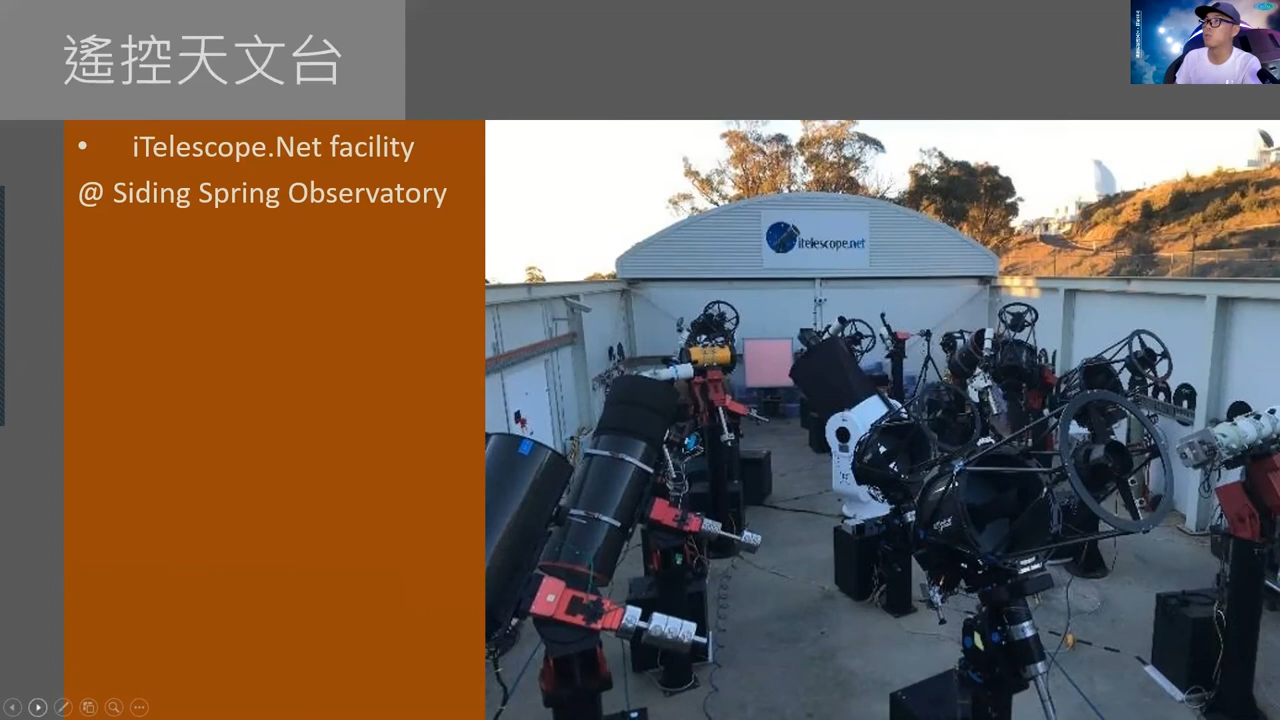 遙控天文台
• iTelescope.Net facility
@ Siding Spring Observatory
itelescope.net